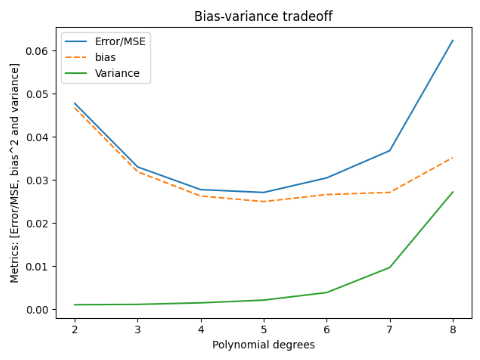 Bias-variance tradeoff
Error/MSE
bias
Variance
Metrics: [Error/MSE, bias^2 and variance]
0.06
0.05
0.04
0.03
0.02
0.01
0.00
2 3 4 5 6 7 8
Polynomial degrees